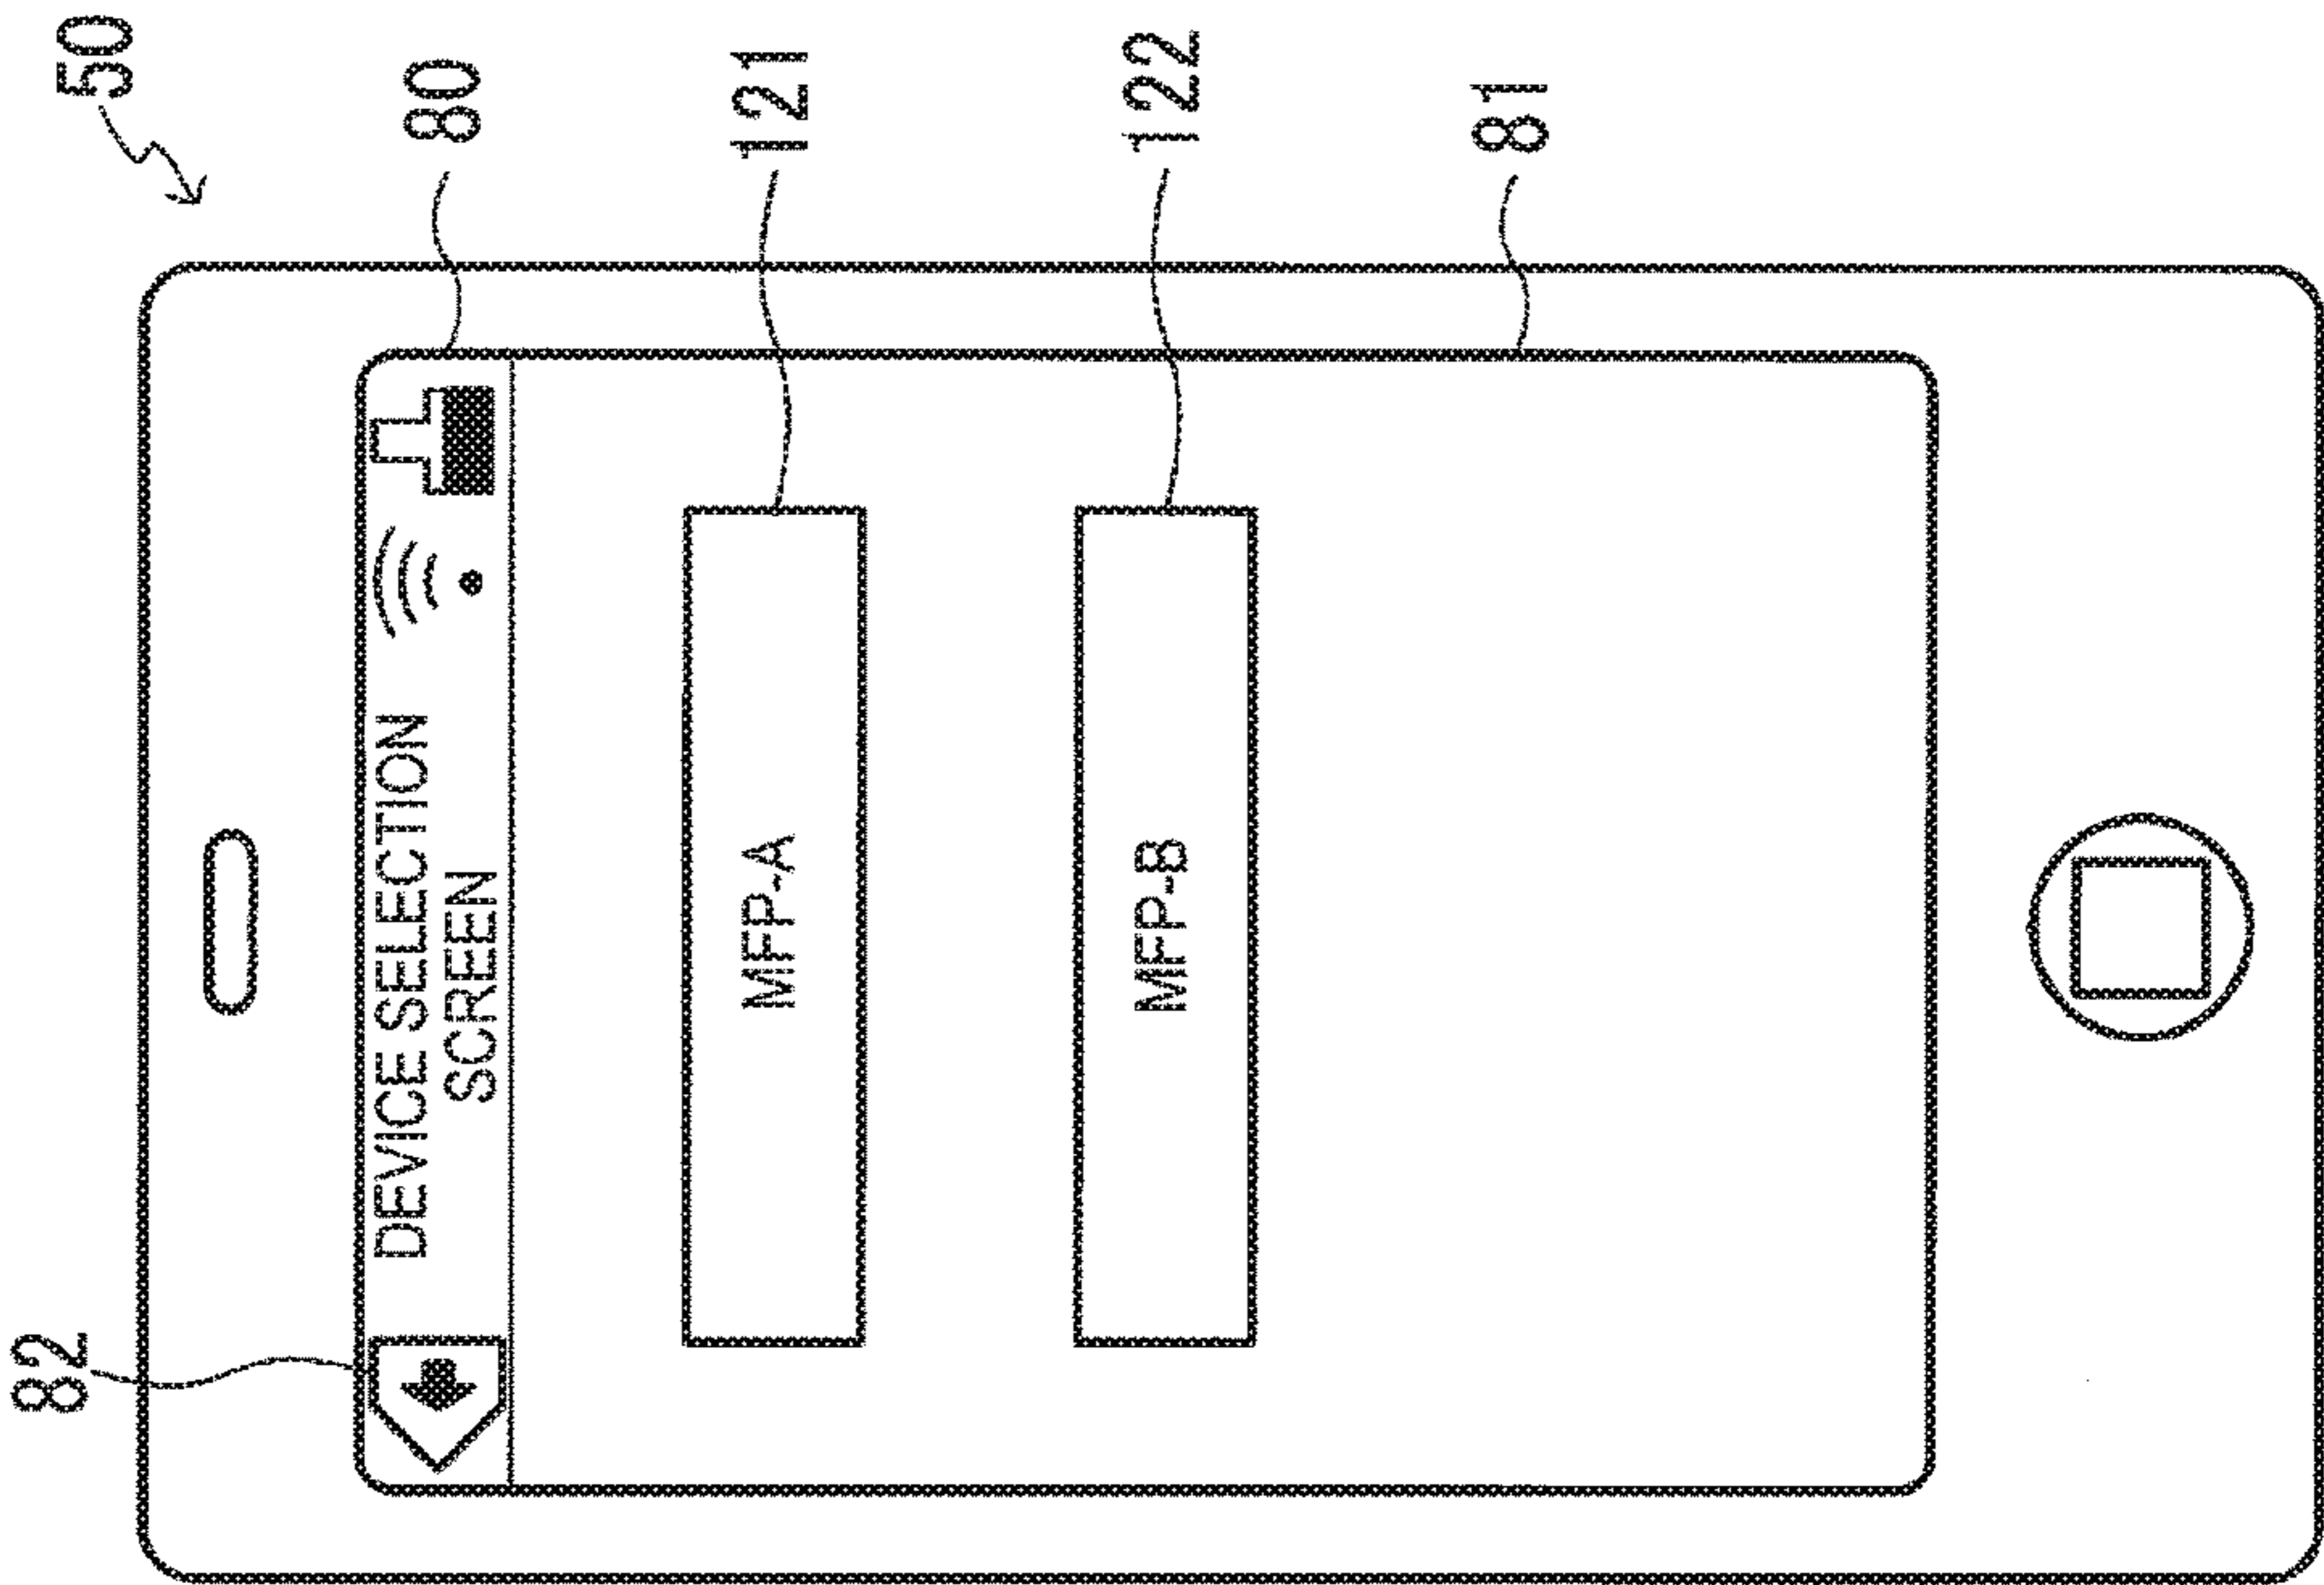 50
82
DEVICE SELECTION
SCREEN
80
MFP-A
121
MFP-B
122
81